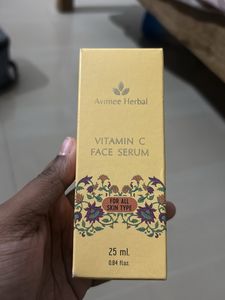 Avimee Herbal
VITAMIN C
FACE SERUM
FOR ALL
SKIN TYPE
25 ml.
0.84 fl.oz.